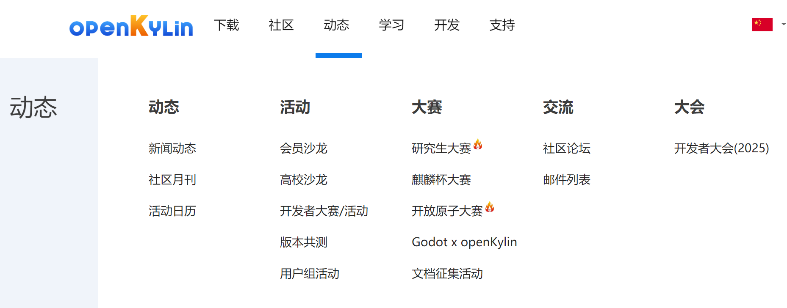 openKylin 下载 社区 动态 学习 开发 支持
动态
动态 活动 大赛 交流 大会
新闻动态 会员沙龙 研究生大赛 社区论坛 开发者大会(2025)
社区月刊 高校沙龙 麒麟杯大赛 邮件列表
活动日历 开发者大赛/活动 开放原子大赛
版本共测 Godot x openKylin
用户组活动 文档征集活动